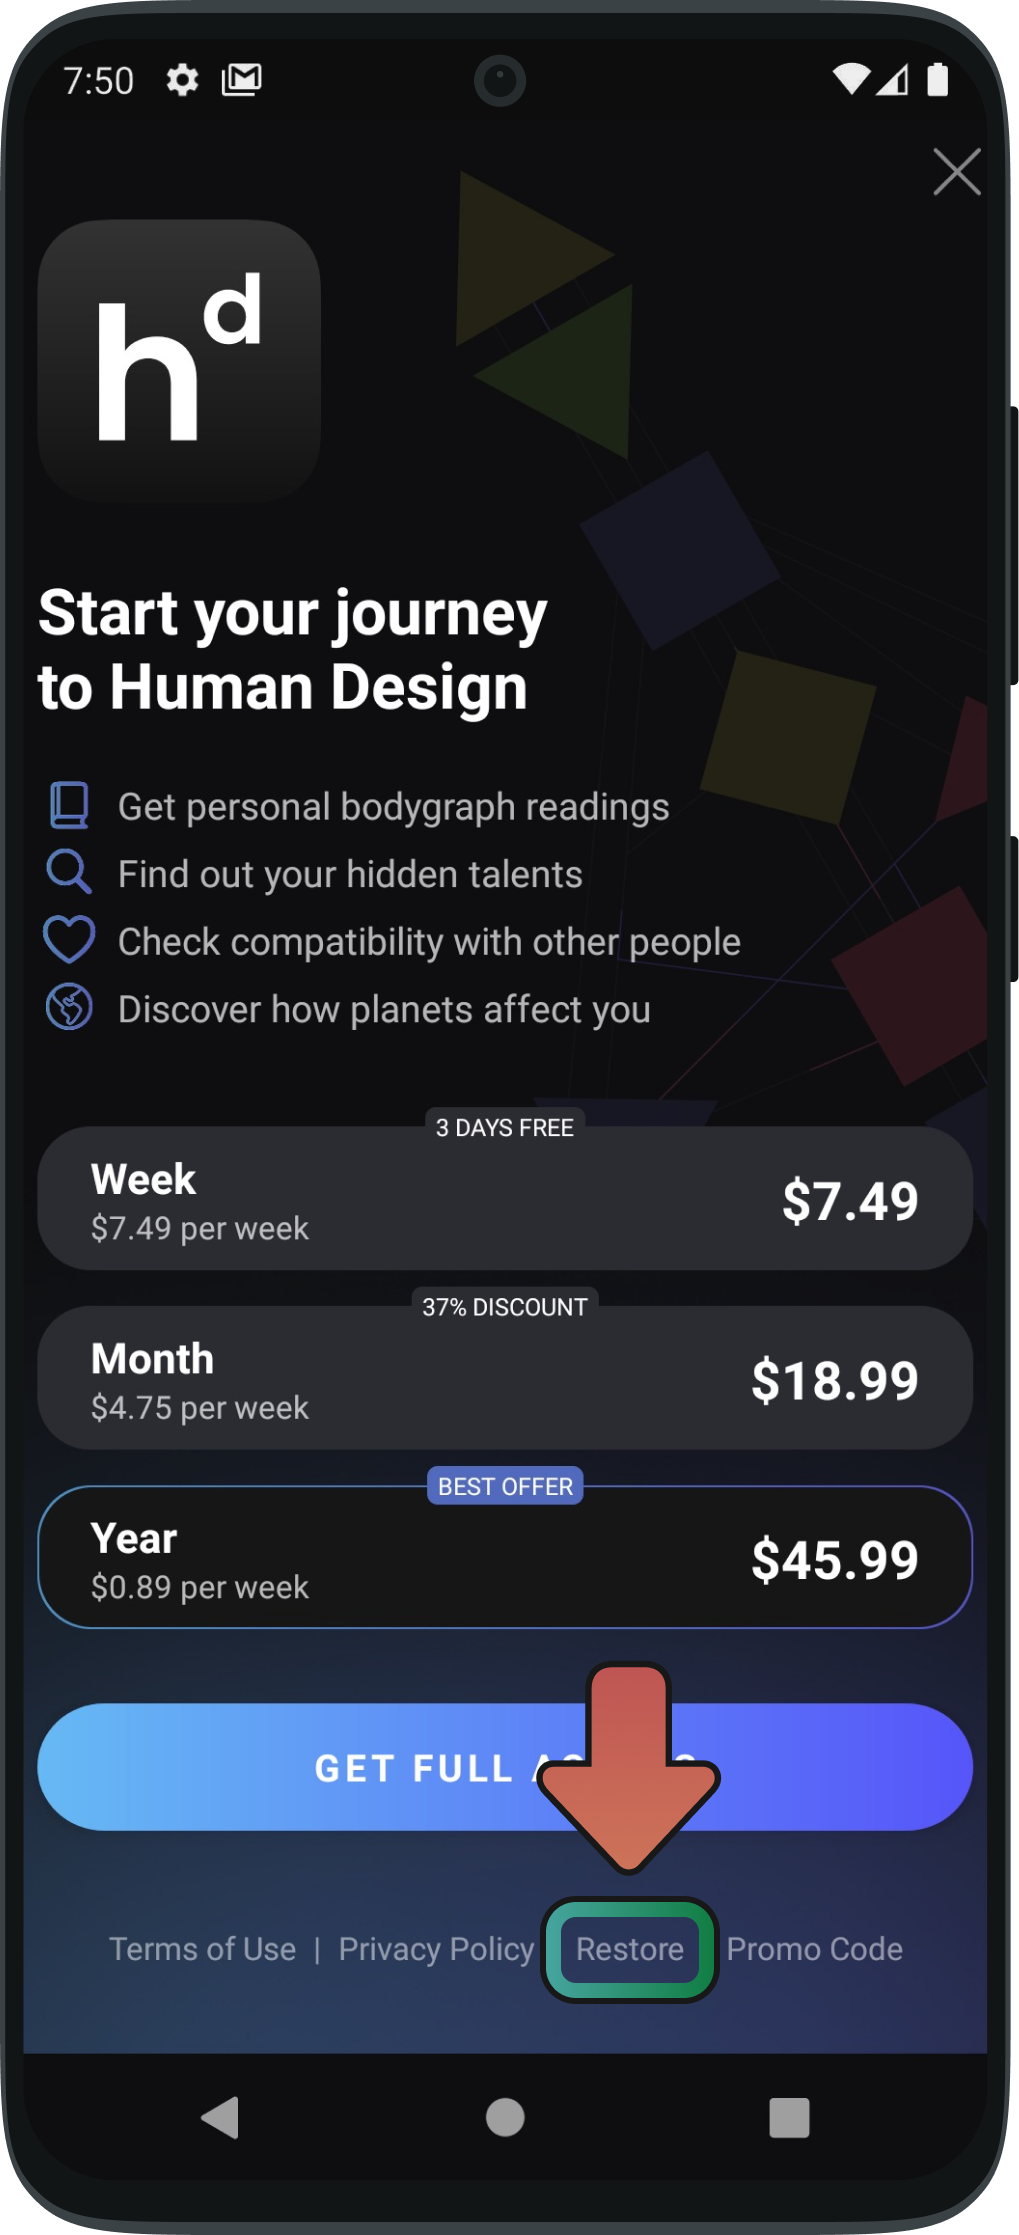 7:50
h d
Start your journey
to Human Design
Get personal bodygraph readings
Find out your hidden talents
Check compatibility with other people
Discover how planets affect you
3 DAYS FREE
Week
$7.49 per week
$7.49
37% DISCOUNT
Month
$4.75 per week
$18.99
BEST OFFER
Year
$0.89 per week
$45.99
GET FULL
Terms of Use | Privacy Policy Restore Promo Code